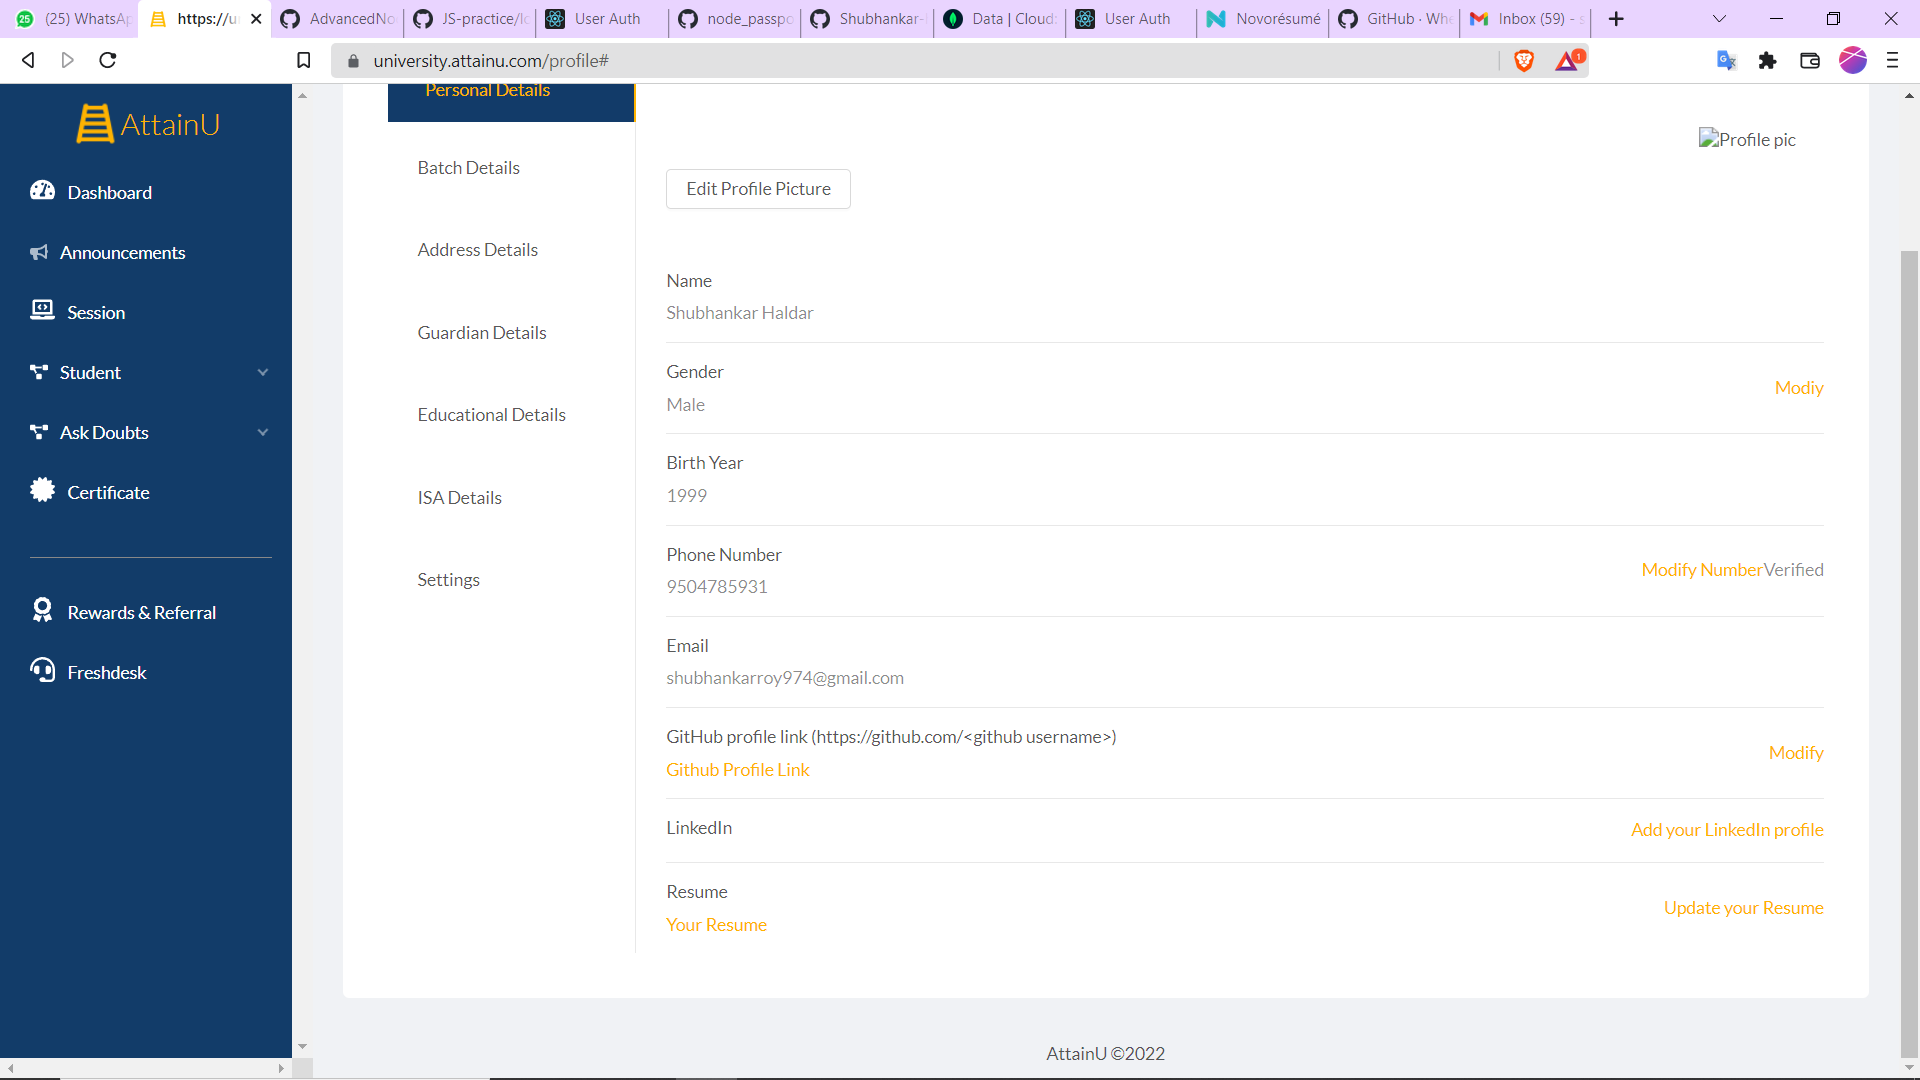 25
(25) WhatsAp
https://u
AdvancedNo
JS-practice/lo
User Auth
node_passpo
Shubhankar-
Data | Cloud:
User Auth
Novorésumé
GitHub · Whe
Inbox (59) - s
university.attainu.com/profile#
1
AttainU
Dashboard
Announcements
Session
Student
Ask Doubts
Certificate
Rewards & Referral
Freshdesk
Personal Details
Batch Details
Address Details
Guardian Details
Educational Details
ISA Details
Settings
Profile pic
Edit Profile Picture
Name
Shubhankar Haldar
Gender
Male
Modiy
Birth Year
1999
Phone Number
9504785931
Modify NumberVerified
Email
shubhankarroy974@gmail.com
GitHub profile link (https://github.com/<github username>)
Github Profile Link
Modify
LinkedIn
Add your LinkedIn profile
Resume
Your Resume
Update your Resume
AttainU ©2022